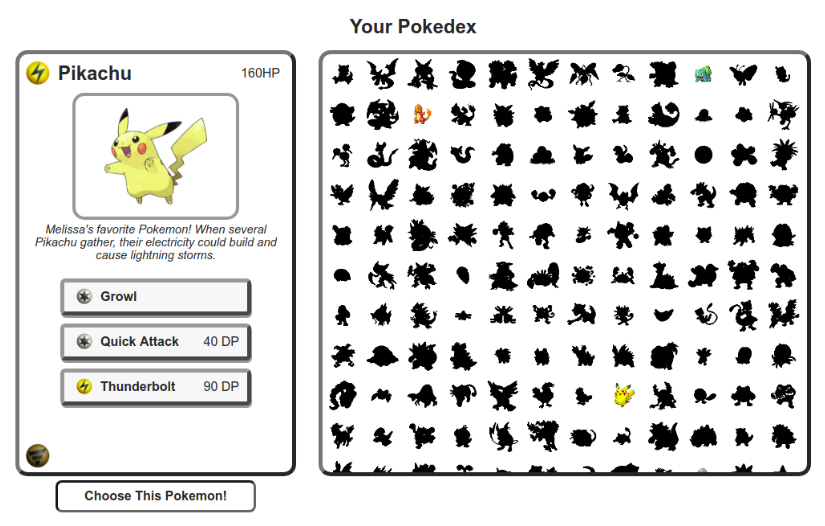 Your Pokedex
Pikachu
160HP
Melissa's favorite Pokemon! When several
Pikachu gather, their electricity could build and
cause lightning storms.
Growl
Quick Attack 40 DP
Thunderbolt 90 DP
Choose This Pokemon!